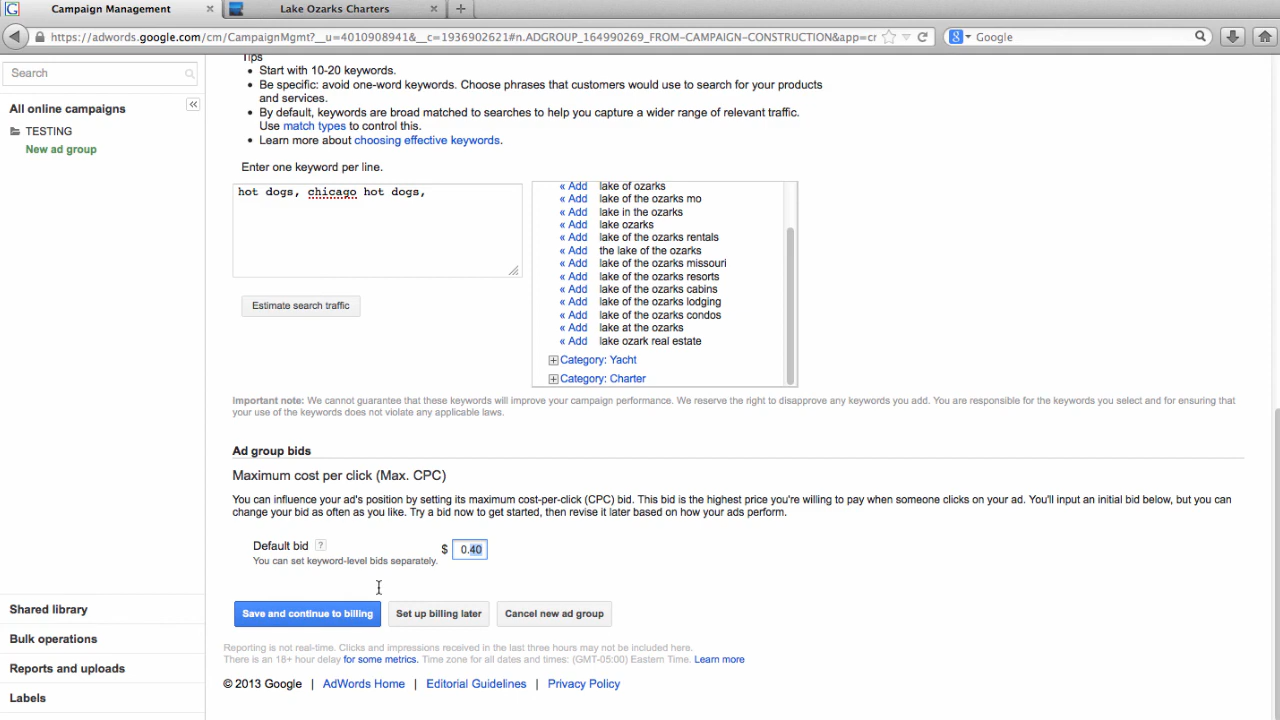 Campaign Management
Lake Ozarks Charters
https://adwords.google.com/cm/CampaignMgmt?__u=4010908941&__c=1936902621#n.ADGROUP_164990269_FROM-CAMPAIGN-CONSTRUCTION&app=cr
Google
Search
All online campaigns
TESTING
New ad group
Tips
Start with 10-20 keywords.
Be specific: avoid one-word keywords. Choose phrases that customers would use to search for your products
and services.
By default, keywords are broad matched to searches to help you capture a wider range of relevant traffic.
Use match types to control this.
Learn more about choosing effective keywords.
Enter one keyword per line.
hot dogs, chicago hot dogs,
« Add lake of ozarks
« Add lake of the ozarks mo
« Add lake in the ozarks
« Add lake ozarks
« Add lake of the ozarks rentals
« Add the lake of the ozarks
« Add lake of the ozarks missouri
« Add lake of the ozarks resorts
« Add lake of the ozarks cabins
« Add lake of the ozarks lodging
« Add lake of the ozarks condos
« Add lake at the ozarks
« Add lake ozark real estate
Category: Yacht
Category: Charter
Estimate search traffic
Important note: We cannot guarantee that these keywords will improve your campaign performance. We reserve the right to disapprove any keywords you add. You are responsible for the keywords you select and for ensuring that
your use of the keywords does not violate any applicable laws.
Ad group bids
Maximum cost per click (Max. CPC)
You can influence your ad's position by setting its maximum cost-per-click (CPC) bid. This bid is the highest price you're willing to pay when someone clicks on your ad. You'll input an initial bid below, but you can
change your bid as often as you like. Try a bid now to get started, then revise it later based on how your ads perform.
Default bid ? $ 0.40
You can set keyword-level bids separately.
Save and continue to billing
Set up billing later
Cancel new ad group
Reporting is not real-time. Clicks and impressions received in the last three hours may not be included here.
There is an 18+ hour delay for some metrics. Time zone for all dates and times: (GMT-05:00) Eastern Time. Learn more
© 2013 Google | AdWords Home | Editorial Guidelines | Privacy Policy
Shared library
Bulk operations
Reports and uploads
Labels